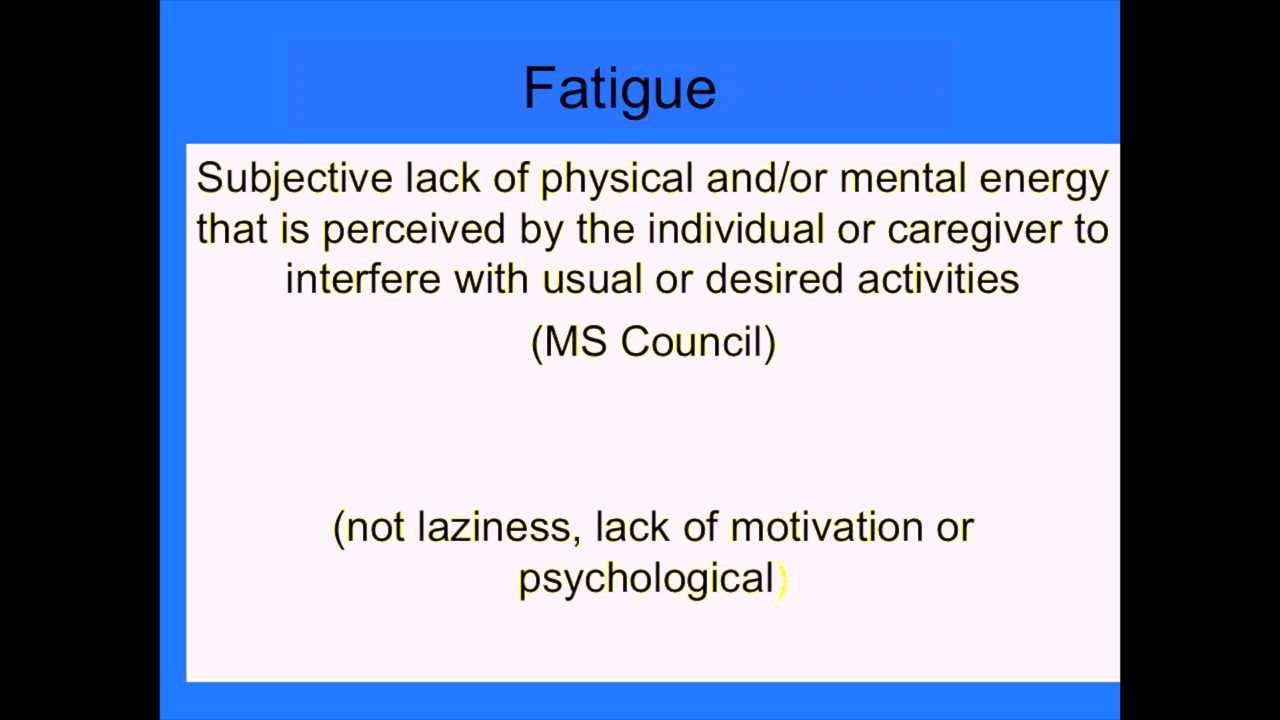 Fatigue
Subjective lack of physical and/or mental energy
that is perceived by the individual or caregiver to
interfere with usual or desired activities
(MS Council)
(not laziness, lack of motivation or
psychological)